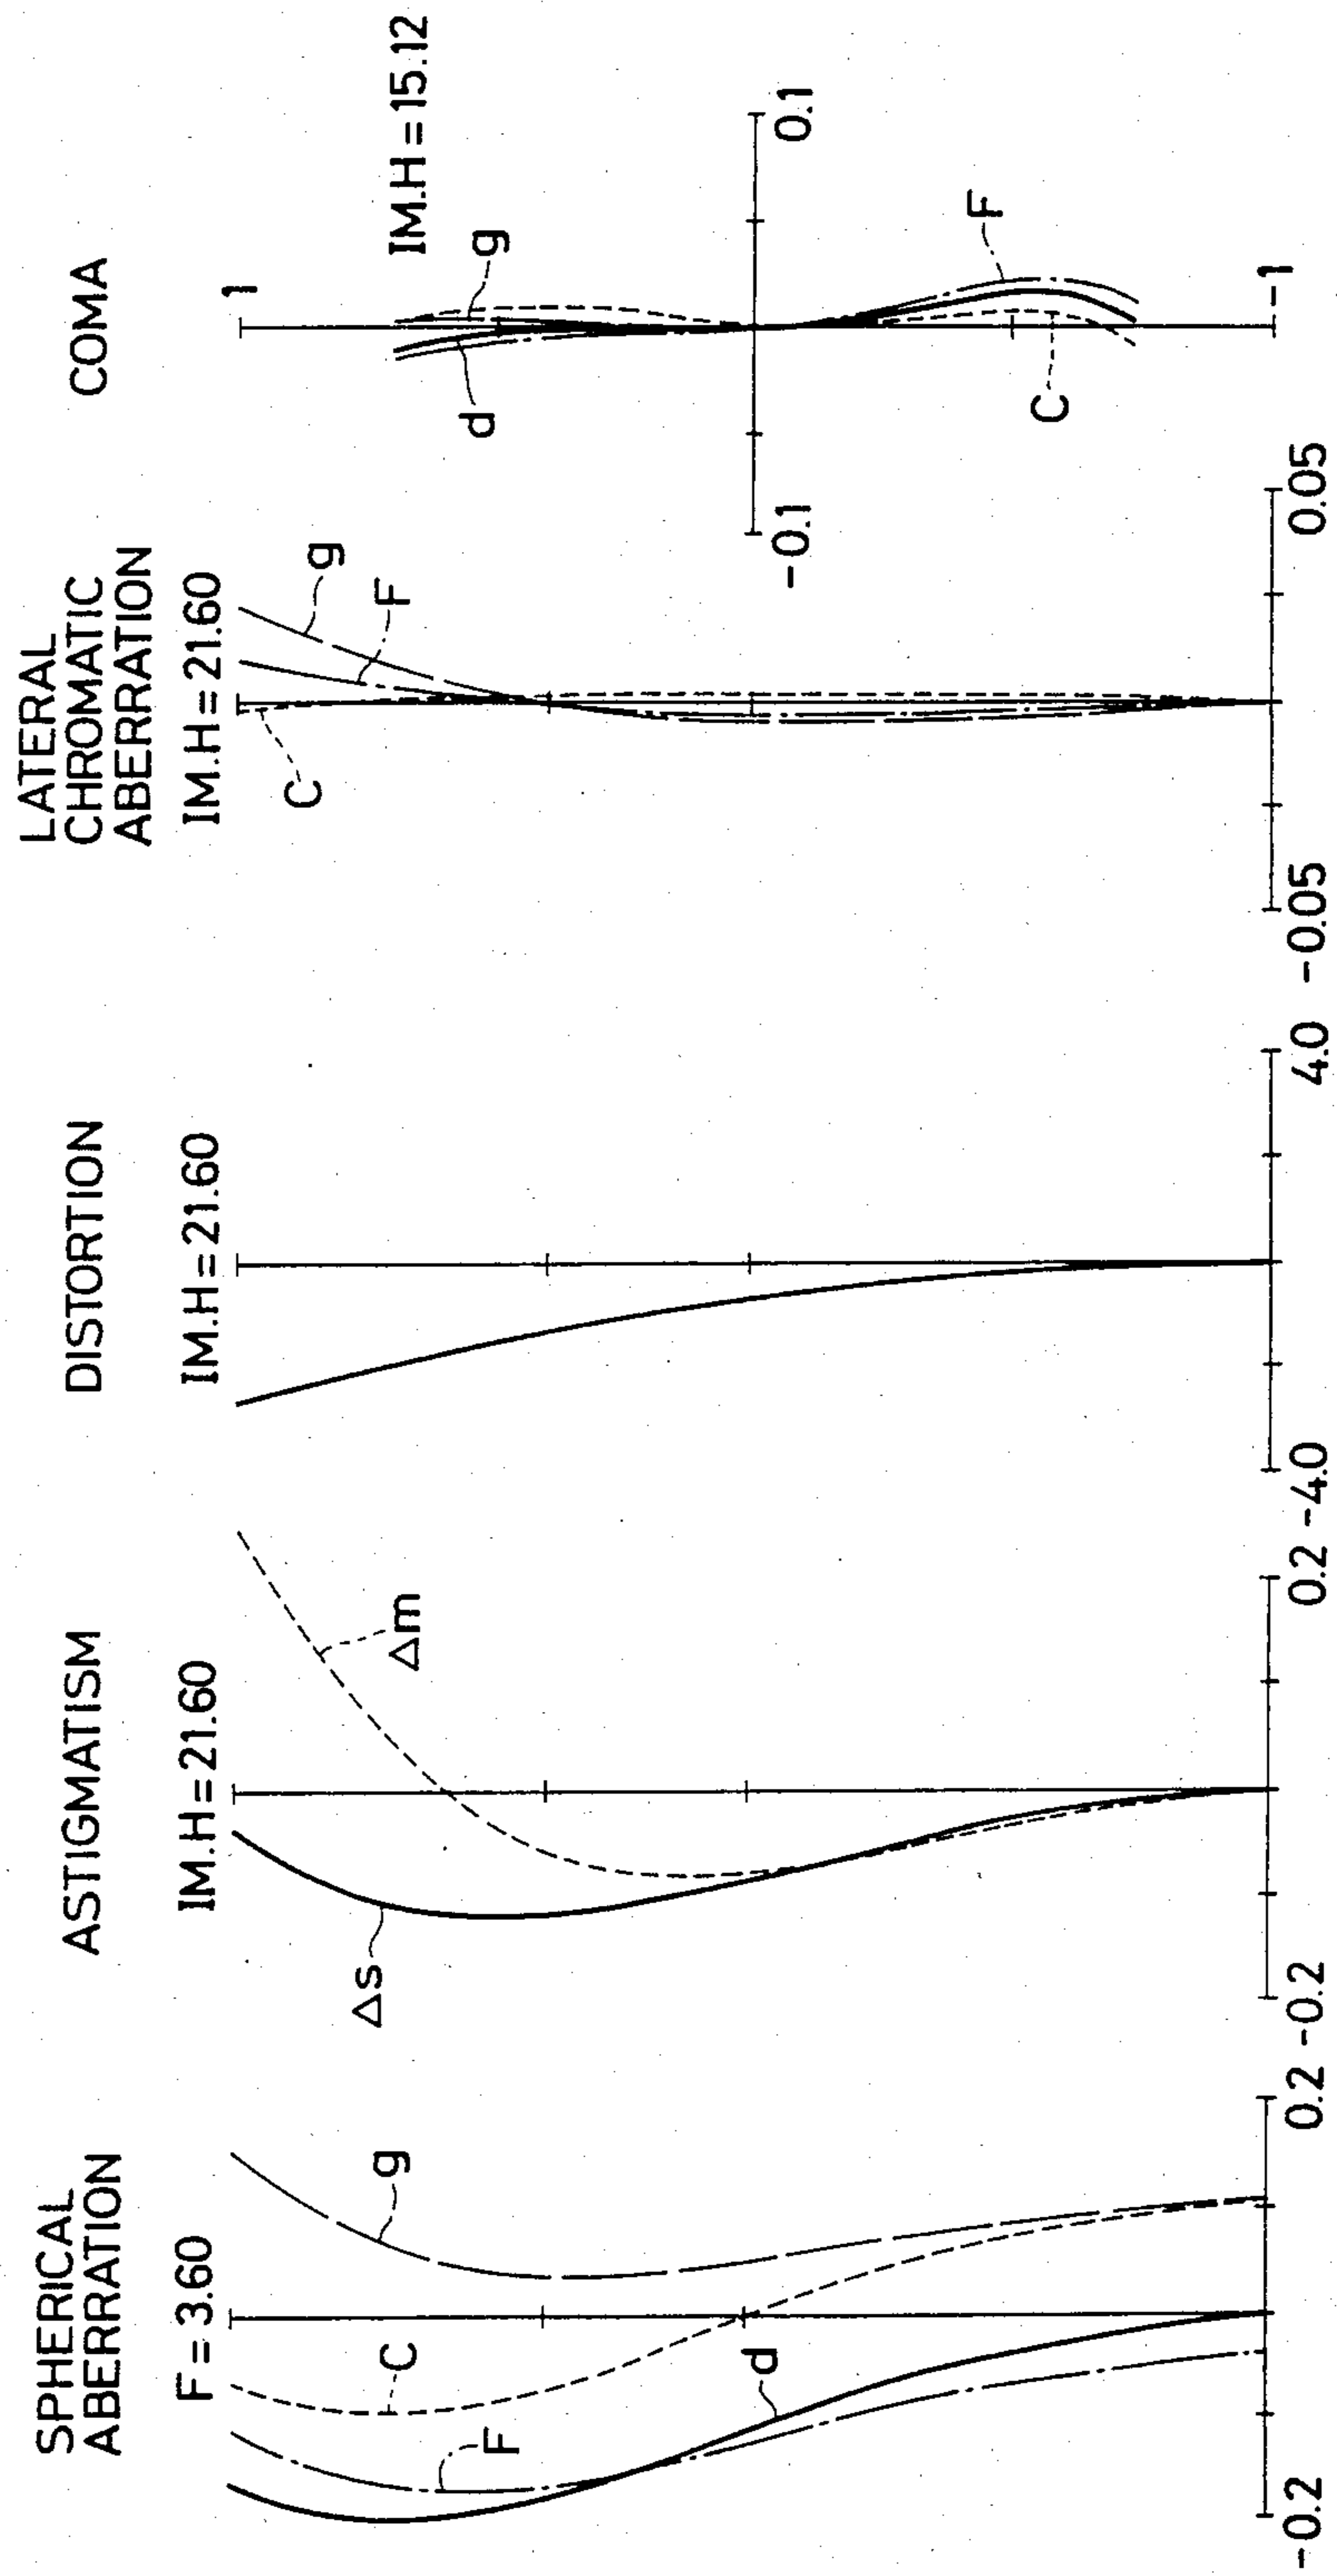 SPHERICAL
ABERRATION
F = 3.60
g
C
F
d
-0.2
0.2
ASTIGMATISM
IM.H = 21.60
Δs
Δm
-0.2
0.2
DISTORTION
IM.H = 21.60
-4.0
4.0
LATERAL
CHROMATIC
ABERRATION
IM.H = 21.60
g
F
C
-0.05
0.05
COMA
IM.H = 15.12
1
g
d
-0.1
0.1
F
C
-1